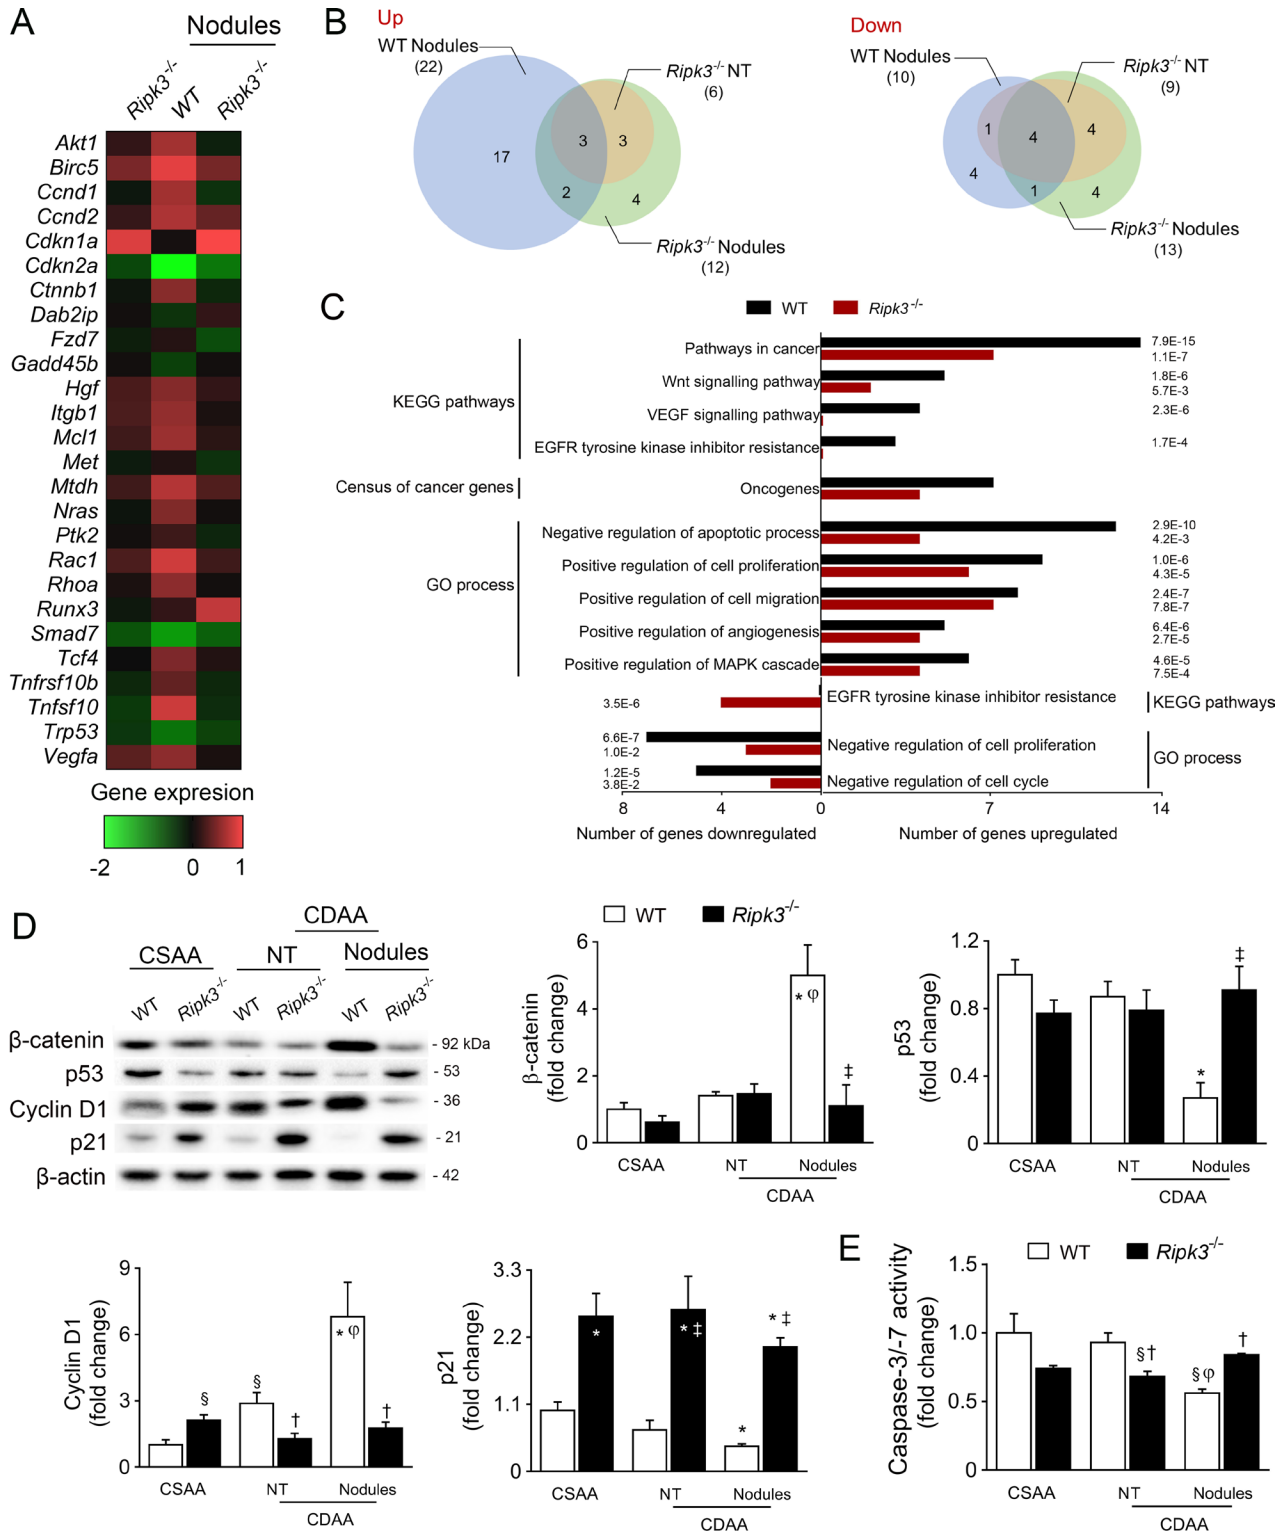 A
Nodules
Ripk3-/-
WT
Ripk3-/-
Akt1
Birc5
Ccnd1
Ccnd2
Cdkn1a
Cdkn2a
Ctnnb1
Dab2ip
Fzd7
Gadd45b
Hgf
Itgb1
Mcl1
Met
Mtdh
Nras
Ptk2
Rac1
Rhoa
Runx3
Smad7
Tcf4
Tnfrsf10b
Tnfsf10
Trp53
Vegfa
Gene expresion
-2 0 1
B
Up
WT Nodules
(22)
Ripk3-/- NT
(6)
17
3
3
2
4
Ripk3-/- Nodules
(12)
Down
WT Nodules
(10)
Ripk3-/- NT
(9)
1
4
4
4
1
4
Ripk3-/- Nodules
(13)
C
WT
Ripk3-/-
KEGG pathways
Pathways in cancer
7.9E-15
1.1E-7
Wnt signalling pathway
1.8E-6
5.7E-3
VEGF signalling pathway
2.3E-6
EGFR tyrosine kinase inhibitor resistance
1.7E-4
Census of cancer genes
Oncogenes
GO process
Negative regulation of apoptotic process
2.9E-10
4.2E-3
Positive regulation of cell proliferation
1.0E-6
4.3E-5
Positive regulation of cell migration
2.4E-7
7.8E-7
Positive regulation of angiogenesis
6.4E-6
2.7E-5
Positive regulation of MAPK cascade
4.6E-5
7.5E-4
3.5E-6
EGFR tyrosine kinase inhibitor resistance
KEGG pathways
6.6E-7
1.0E-2
Negative regulation of cell proliferation
GO process
1.2E-5
3.8E-2
Negative regulation of cell cycle
8 4 0 7 14
Number of genes downregulated
Number of genes upregulated
D
CDAA
CSAA
NT
Nodules
WT
Ripk3-/-
WT
Ripk3-/-
WT
Ripk3-/-
β-catenin
- 92 kDa
p53
- 53
Cyclin D1
- 36
p21
- 21
β-actin
- 42
WT
Ripk3-/-
β-catenin
(fold change)
6
4
2
0
* φ
‡
CSAA
NT
Nodules
CDAA
p53
(fold change)
1.2
0.8
0.4
0
*
‡
CSAA
NT
Nodules
CDAA
Cyclin D1
(fold change)
9
6
3
0
§
§
†
* φ
†
CSAA
NT
Nodules
CDAA
p21
(fold change)
3.3
2.2
1.1
0
*
* ‡
*
* ‡
CSAA
NT
Nodules
CDAA
E
WT
Ripk3-/-
Caspase-3/-7 activity
(fold change)
1.5
1.0
0.5
0
§ †
§ φ
†
CSAA
NT
Nodules
CDAA